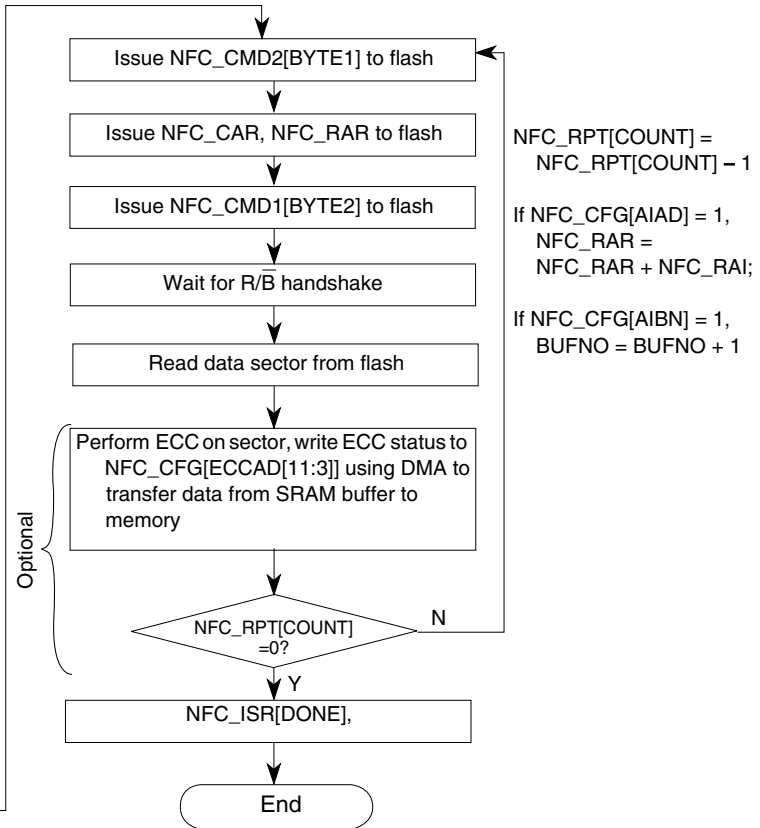 Issue NFC_CMD2[BYTE1] to flash
Issue NFC_CAR, NFC_RAR to flash
Issue NFC_CMD1[BYTE2] to flash
Wait for R/B̅ handshake
Read data sector from flash
Perform ECC on sector, write ECC status to
NFC_CFG[ECCAD[11:3]] using DMA to
transfer data from SRAM buffer to
memory
Optional
NFC_RPT[COUNT]
=0?
N
Y
NFC_ISR[DONE],
End
NFC_RPT[COUNT] =
NFC_RPT[COUNT] – 1
If NFC_CFG[AIAD] = 1,
NFC_RAR =
NFC_RAR + NFC_RAI;
If NFC_CFG[AIBN] = 1,
BUFNO = BUFNO + 1